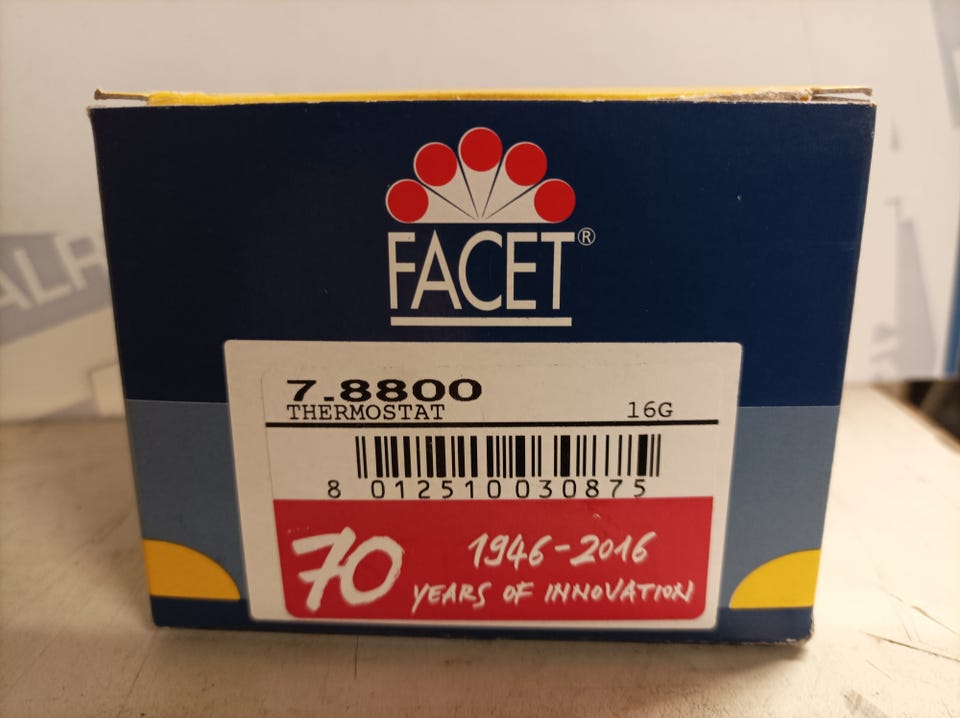 FACET®
7.8800
THERMOSTAT 16G
8 012510 030875
70 1946-2016
YEARS OF INNOVATION